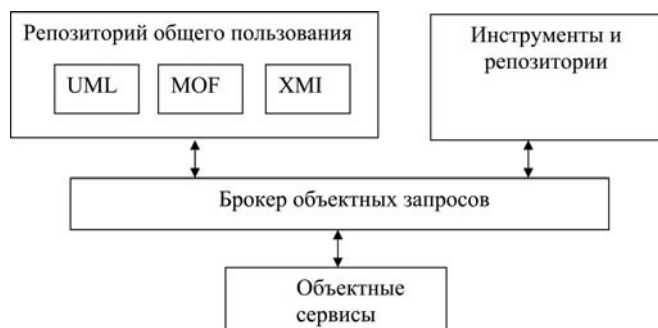 Репозиторий общего пользования
UML MOF XMI
Инструменты и
репозитории
Брокер объектных запросов
Объектные
сервисы